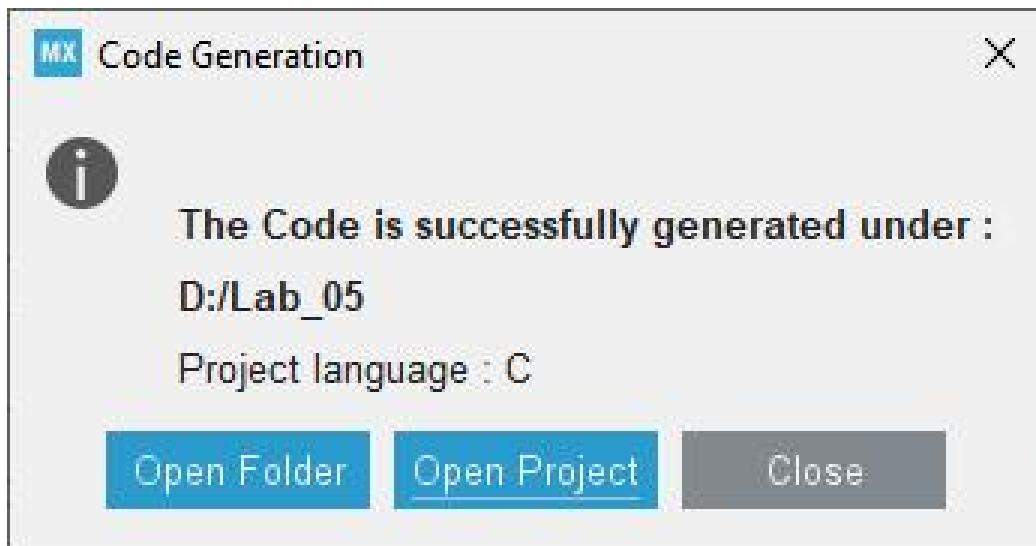 MX Code Generation
The Code is successfully generated under :
D:/Lab_05
Project language : C
Open Folder Open Project Close